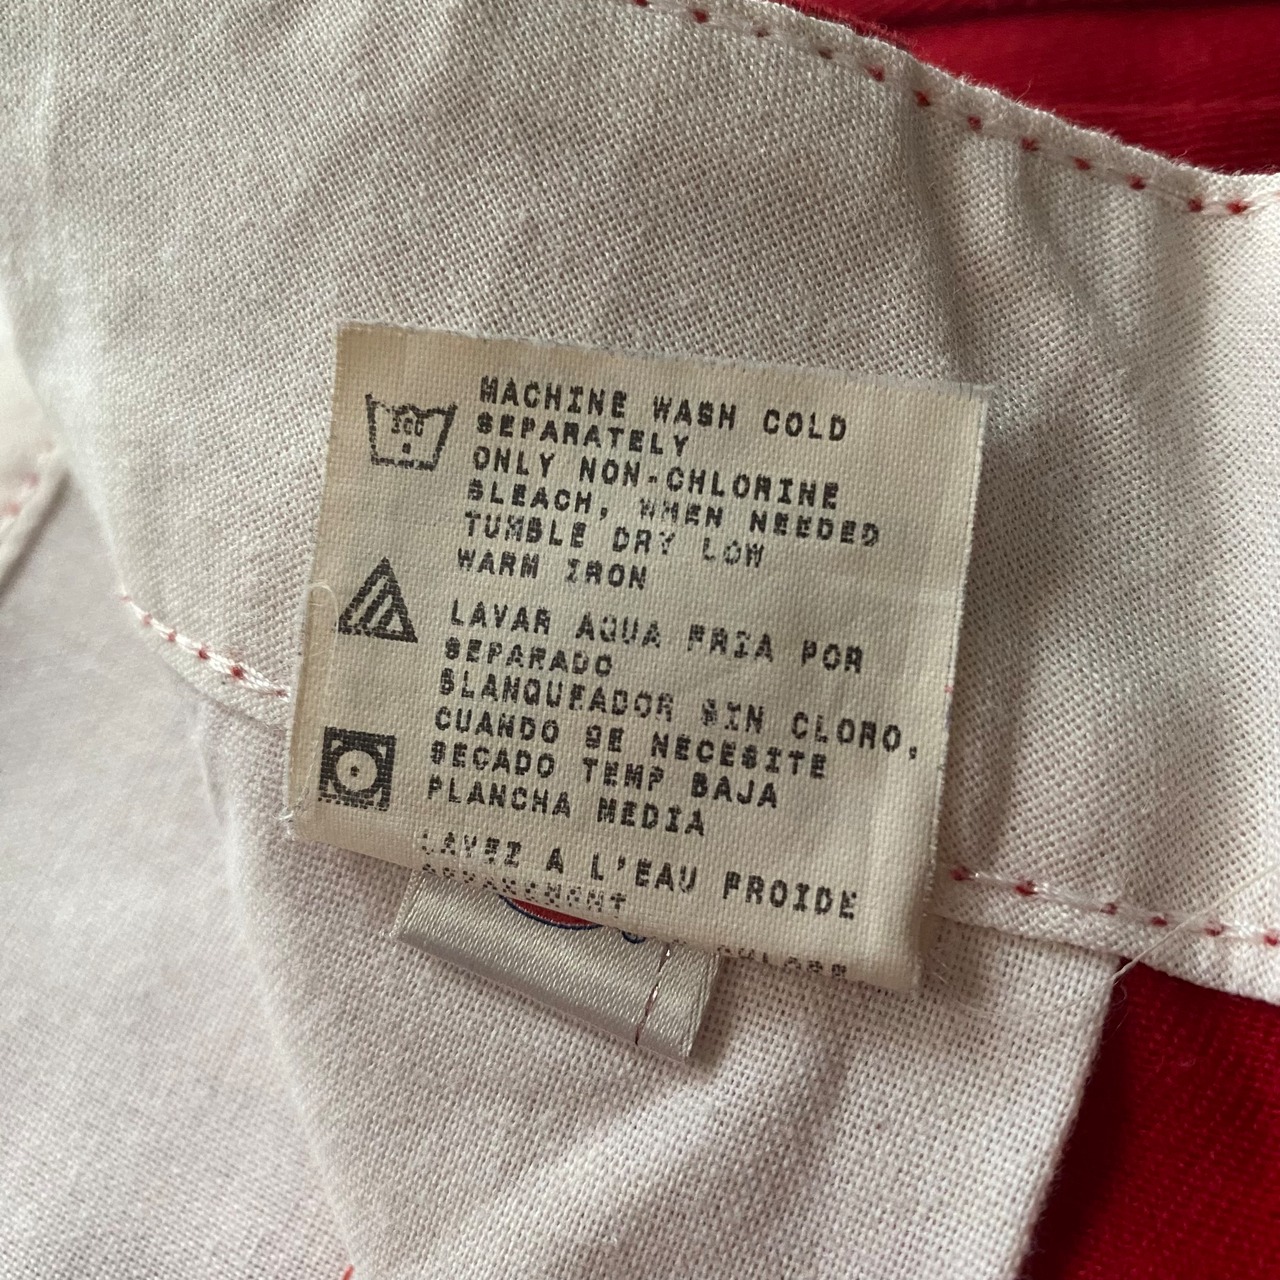 MACHINE WASH COLD
SEPARATELY
ONLY NON-CHLORINE
BLEACH, WHEN NEEDED
TUMBLE DRY LOW
WARM IRON
LAVAR AQUA FRIA POR
SEPARADO
BLANQUEADOR SIN CLORO,
CUANDO SE NECESITE
SECADO TEMP BAJA
PLANCHA MEDIA
LAVEZ A L'EAU FROIDE